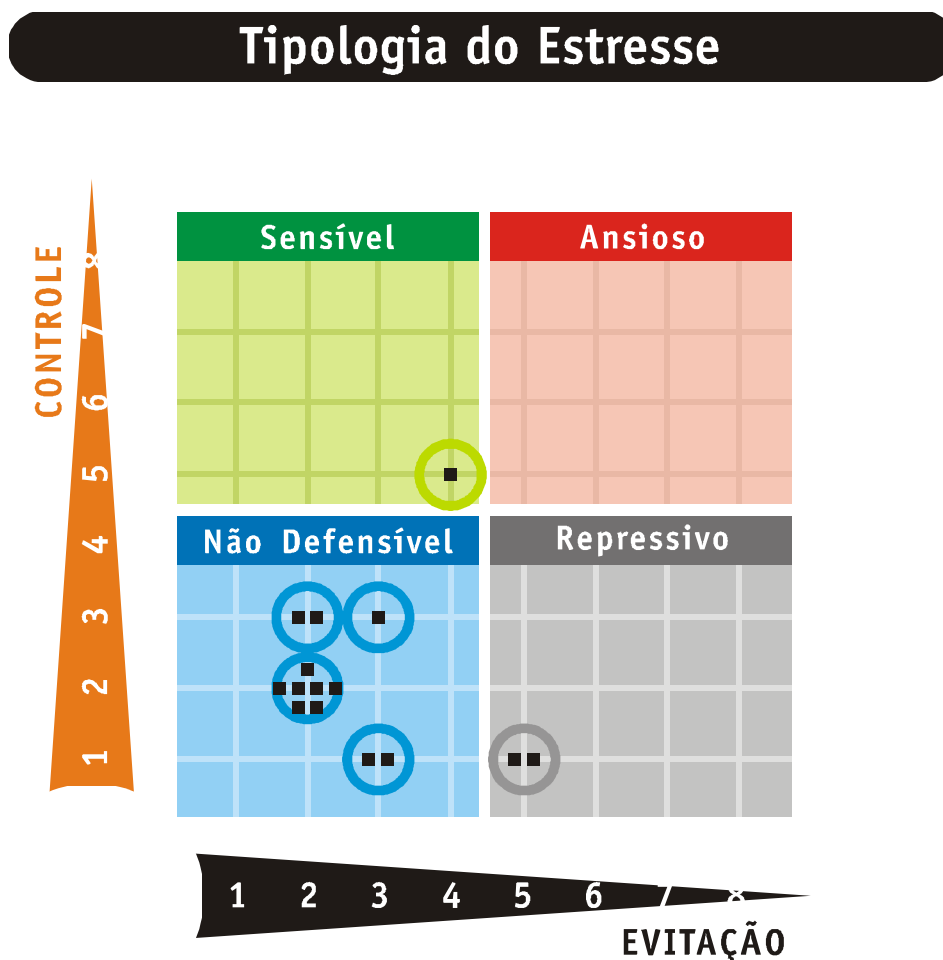 Tipologia do Estresse
CONTROLE
8
7
6
5
4
3
2
1
Sensível
Ansioso
Não Defensível
Repressivo
1 2 3 4 5 6 7 8
EVITAÇÃO